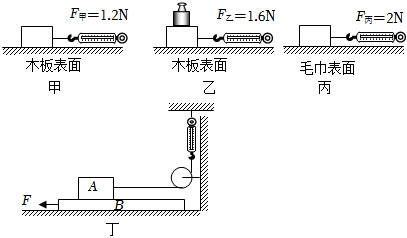 F甲=1.2N F乙=1.6N F丙=2N
木板表面 木板表面 毛巾表面
甲 乙 丙
A
F B
丁